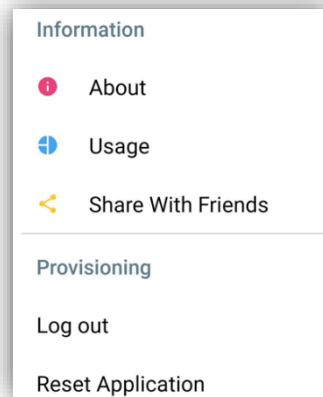 Information
About
Usage
Share With Friends
Provisioning
Log out
Reset Application